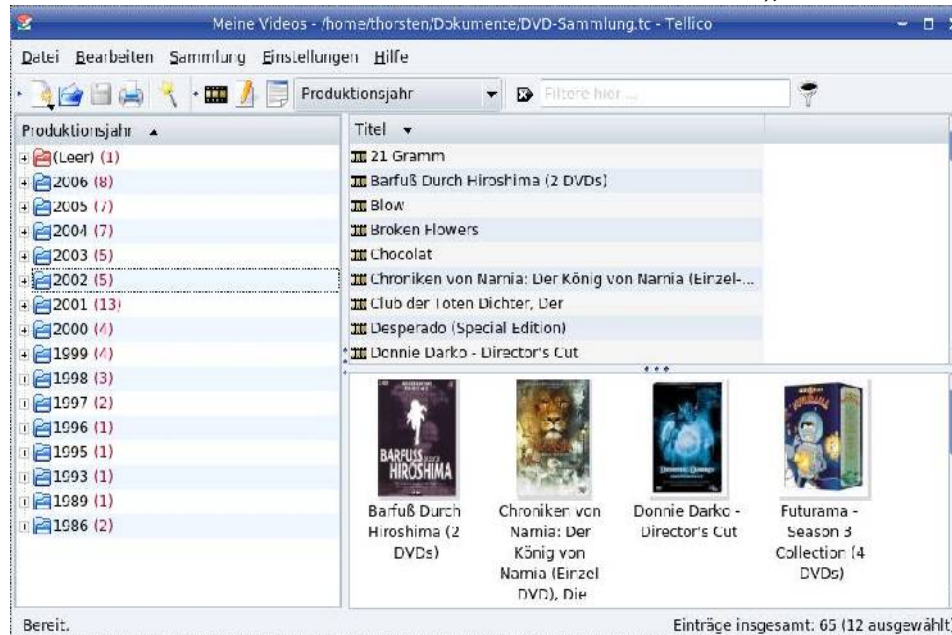 Meine Videos - /home/thorsten/Dokumente/DVD-Sammlung.tc - Tellico
Datei Bearbeiten Sammlung Einstellungen Hilfe
Produktionsjahr
Filtere hier ...
Produktionsjahr
(Leer) (1)
2006 (8)
2005 (7)
2004 (7)
2003 (5)
2002 (5)
2001 (13)
2000 (4)
1999 (4)
1998 (3)
1997 (2)
1996 (1)
1995 (1)
1993 (1)
1989 (1)
1986 (2)
Titel
21 Gramm
Barfuß Durch Hiroshima (2 DVDs)
Blow
Broken Flowers
Chocolat
Chroniken von Narnia: Der König von Narnia (Einzel-...
Club der Toten Dichter, Der
Desperado (Special Edition)
Donnie Darko - Director's Cut
BARFUSS
HIROSHIMA
Barfuß Durch
Hiroshima (2
DVDs)
Chroniken von
Narnia: Der
König von
Narnia (Einzel
DVD), Die
Donnie Darko -
Director's Cut
Futurama -
Season 3
Collection (4
DVDs)
Bereit.
Einträge insgesamt: 65 (12 ausgewählt